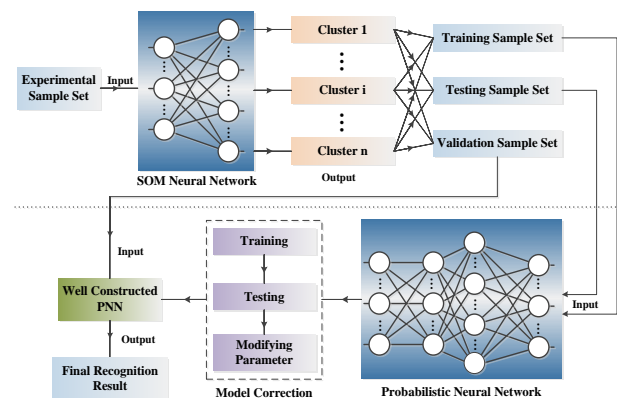 Experimental
Sample Set
Input
SOM Neural Network
Cluster 1
Cluster i
Cluster n
Output
Training Sample Set
Testing Sample Set
Validation Sample Set
Input
Well Constructed
PNN
Output
Final Recognition
Result
Training
Testing
Modifying
Parameter
Model Correction
Probabilistic Neural Network
Input